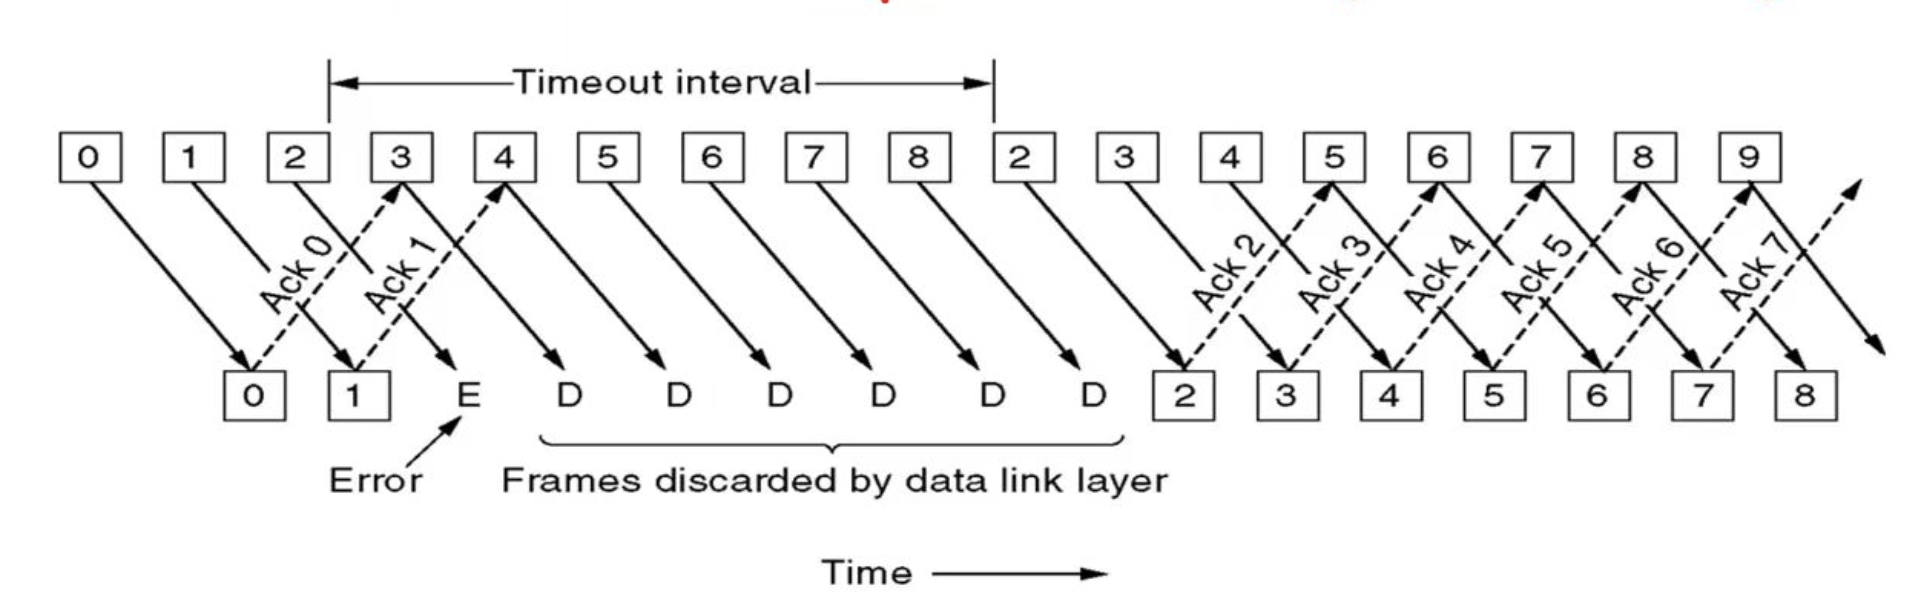 Timeout interval
0 1 2 3 4 5 6 7 8 2 3 4 5 6 7 8 9
Ack 0 Ack 1 Ack 2 Ack 3 Ack 4 Ack 5 Ack 6 Ack 7
0 1 E D D D D D D 2 3 4 5 6 7 8
Error Frames discarded by data link layer
Time